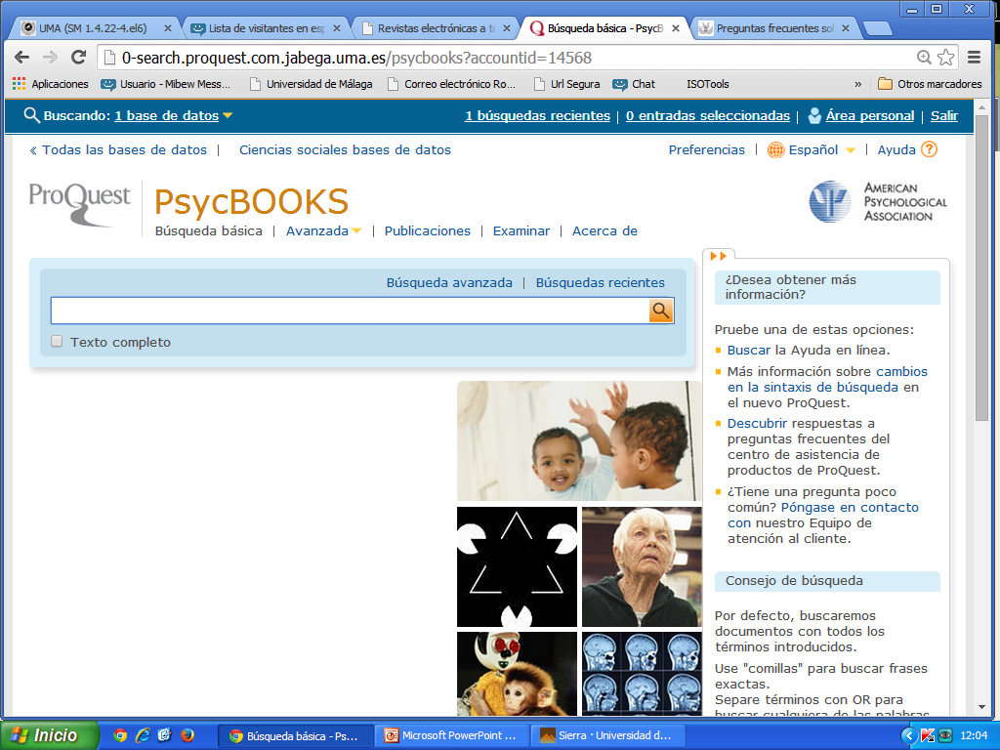 UMA (SM 1.4.22-4.el6)
Lista de visitantes en esp
Revistas electrónicas a t
Búsqueda básica - PsycB
Preguntas frecuentes sol
0-search.proquest.com.jabega.uma.es/psycbooks?accountid=14568
Aplicaciones
Usuario - Mibew Mess...
Universidad de Málaga
Correo electrónico Ro...
Url Segura
Chat
ISOTools
»
Otros marcadores
Buscando: 1 base de datos
1 búsquedas recientes | 0 entradas seleccionadas | Área personal | Salir
« Todas las bases de datos | Ciencias sociales bases de datos
Preferencias | Español | Ayuda ?
ProQuest
PsycBOOKS
AMERICAN
PSYCHOLOGICAL
ASSOCIATION
Búsqueda básica | Avanzada | Publicaciones | Examinar | Acerca de
Búsqueda avanzada | Búsquedas recientes
Texto completo
¿Desea obtener más
información?
Pruebe una de estas opciones:
Buscar la Ayuda en línea.
Más información sobre cambios
en la sintaxis de búsqueda en
el nuevo ProQuest.
Descubrir respuestas a
preguntas frecuentes del
centro de asistencia de
productos de ProQuest.
¿Tiene una pregunta poco
común? Póngase en contacto
con nuestro Equipo de
atención al cliente.
Consejo de búsqueda
Por defecto, buscaremos
documentos con todos los
términos introducidos.
Use "comillas" para buscar frases
exactas.
Separe términos con OR para
buscar cualquiera de las palabras
Inicio
Búsqueda básica - Ps...
Microsoft PowerPoint ...
Sierra · Universidad d...
12:04